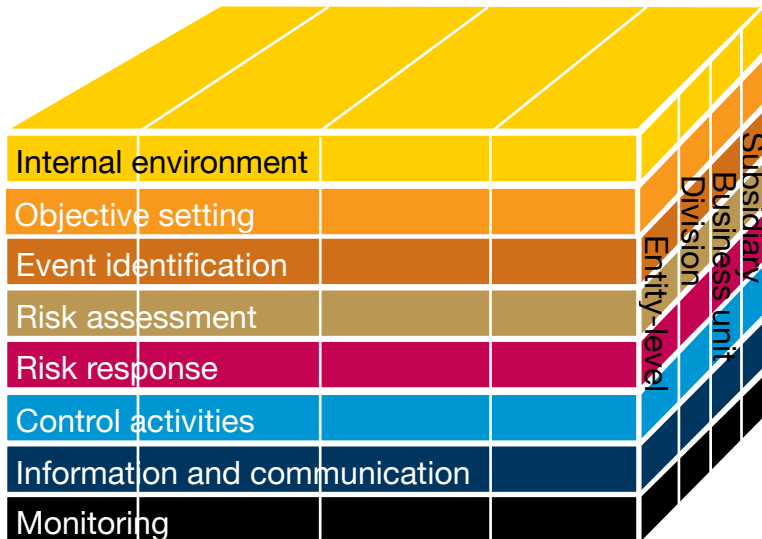 Internal environment
Objective setting
Event identification
Risk assessment
Risk response
Control activities
Information and communication
Monitoring
Entity-level
Division
Business unit
Subsidiary